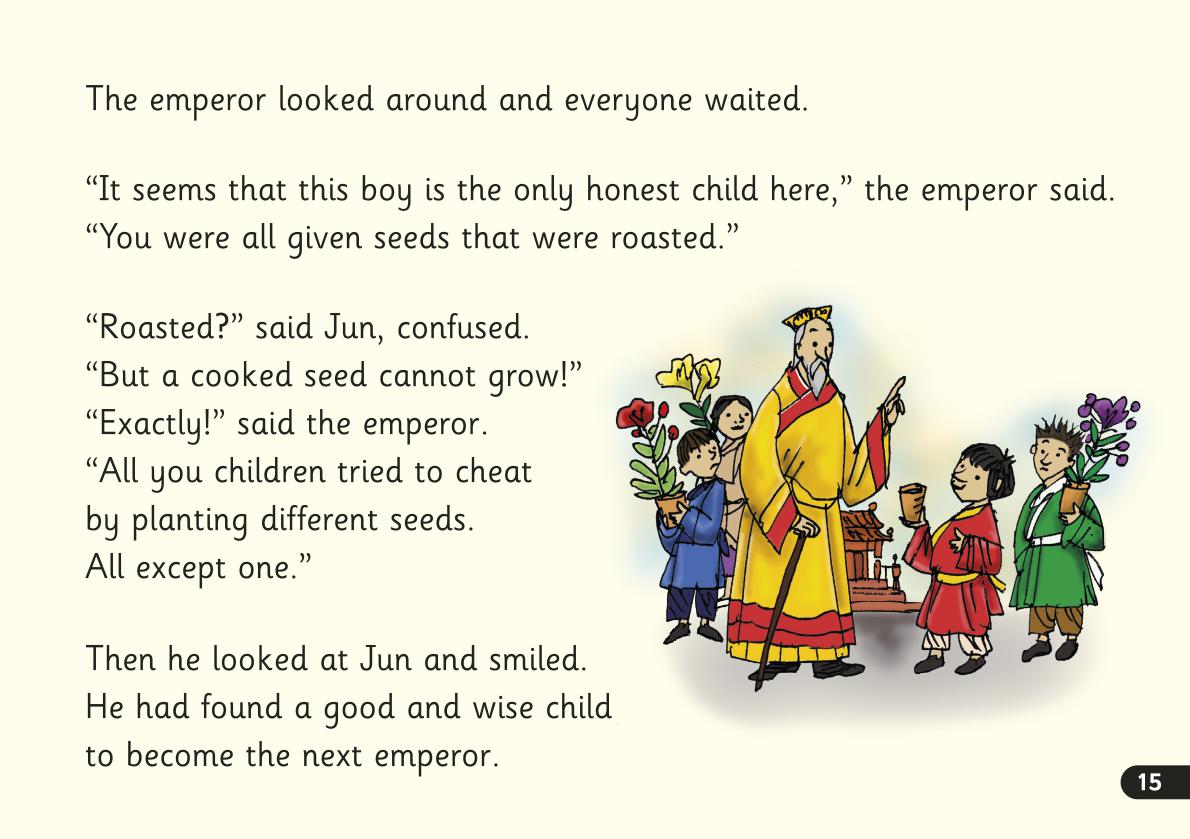 The emperor looked around and everyone waited.
“It seems that this boy is the only honest child here,” the emperor said.
“You were all given seeds that were roasted.”
“Roasted?” said Jun, confused.
“But a cooked seed cannot grow!”
“Exactly!” said the emperor.
“All you children tried to cheat
by planting different seeds.
All except one.”
Then he looked at Jun and smiled.
He had found a good and wise child
to become the next emperor.
15